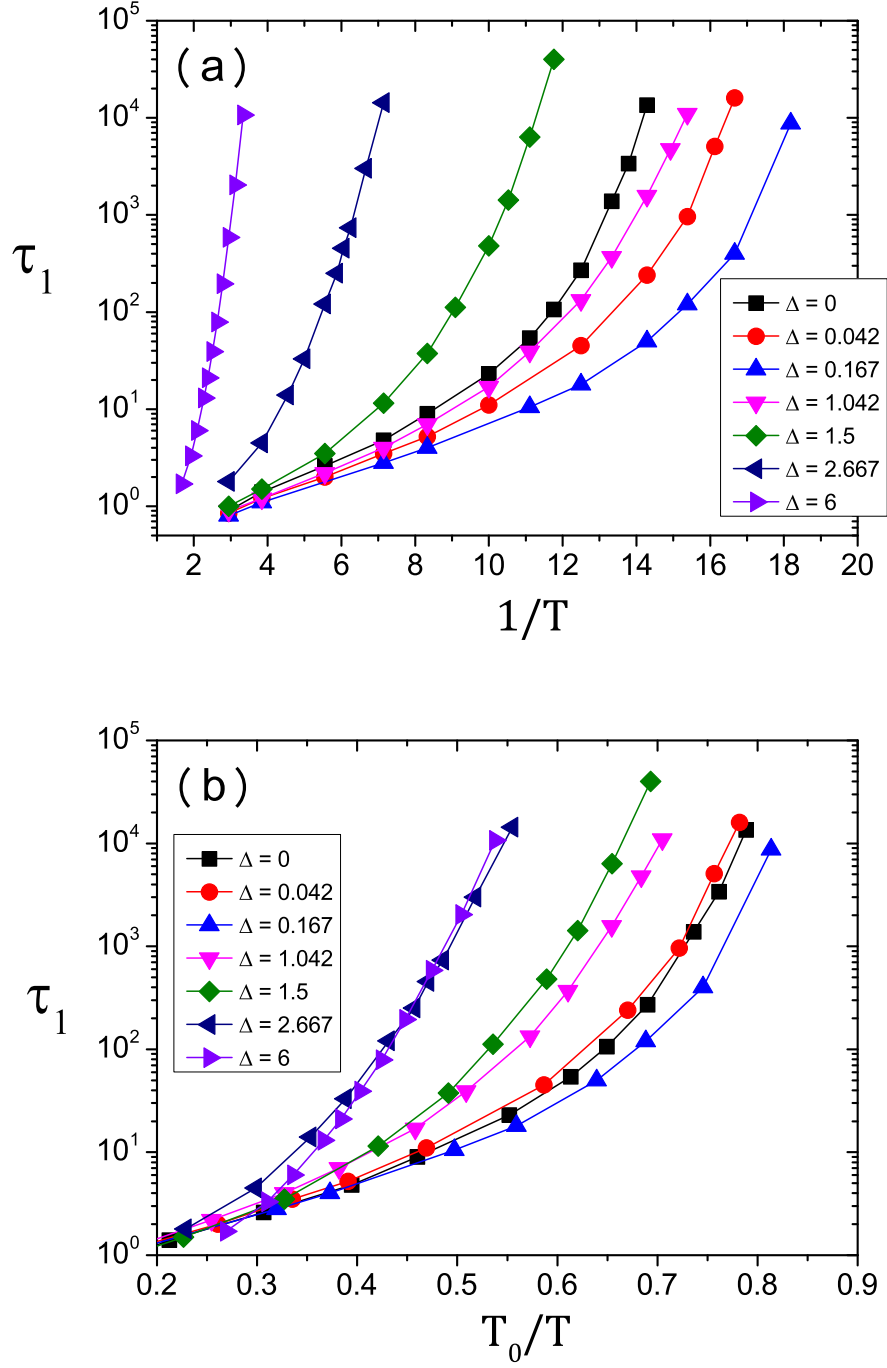 (a)
10^5
10^4
10^3
10^2
10^1
10^0
τ_1
Δ = 0
Δ = 0.042
Δ = 0.167
Δ = 1.042
Δ = 1.5
Δ = 2.667
Δ = 6
2 4 6 8 10 12 14 16 18 20
1/T
(b)
10^5
10^4
10^3
10^2
10^1
10^0
τ_1
Δ = 0
Δ = 0.042
Δ = 0.167
Δ = 1.042
Δ = 1.5
Δ = 2.667
Δ = 6
0.2 0.3 0.4 0.5 0.6 0.7 0.8 0.9
T_0/T